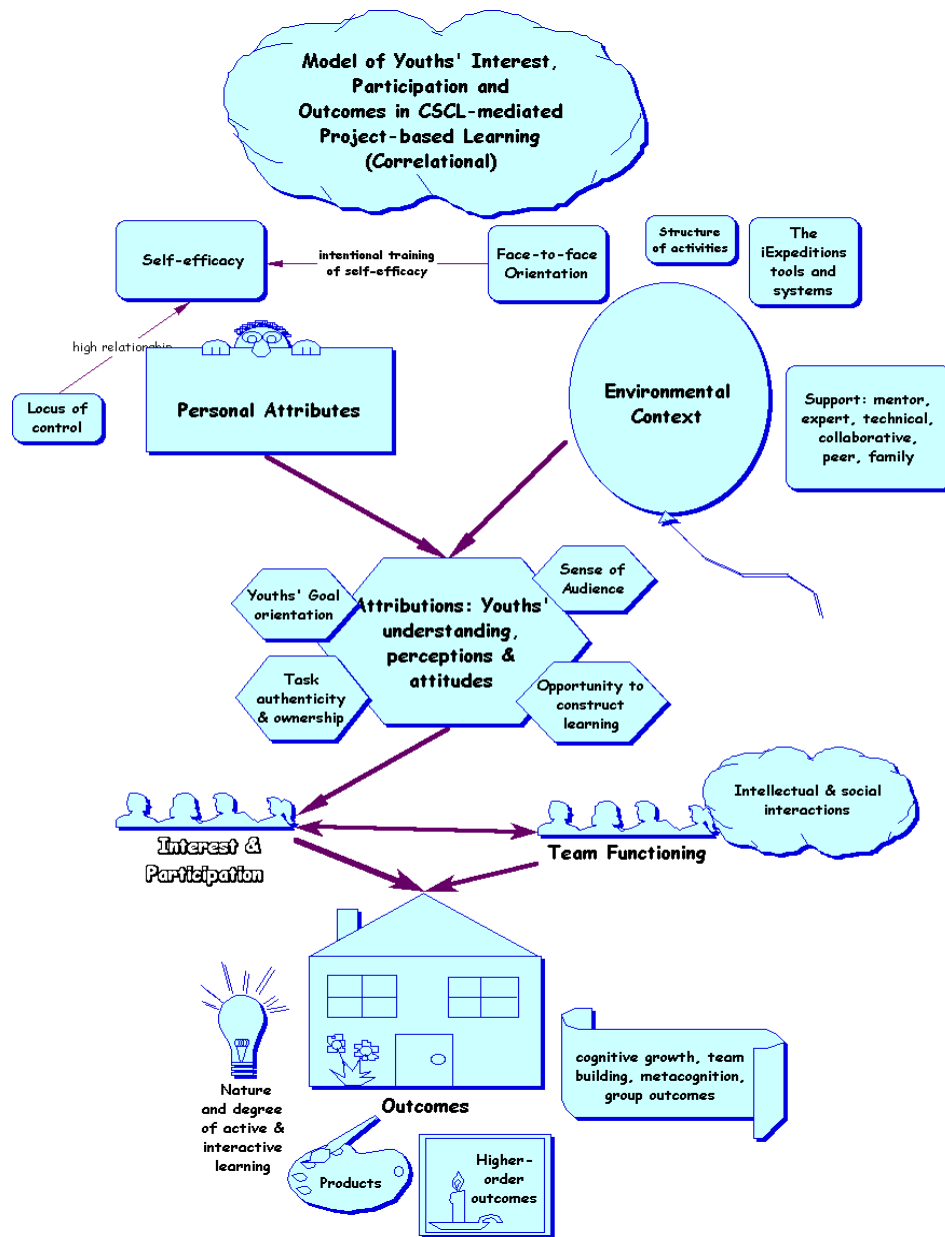 Model of Youths' Interest,
Participation and
Outcomes in CSCL-mediated
Project-based Learning
(Correlational)
Self-efficacy
intentional training
of self-efficacy
Face-to-face
Orientation
Structure
of activities
The
iExpeditions
tools and
systems
high relationship
Locus of
control
Personal Attributes
Environmental
Context
Support: mentor,
expert, technical,
collaborative,
peer, family
Youths' Goal
orientation
Attributions: Youths'
understanding,
perceptions &
attitudes
Sense of
Audience
Task
authenticity
& ownership
Opportunity to
construct
learning
Interest &
Participation
Team Functioning
Intellectual & social
interactions
Nature
and degree
of active &
interactive
learning
Outcomes
cognitive growth, team
building, metacognition,
group outcomes
Products
Higher-
order
outcomes